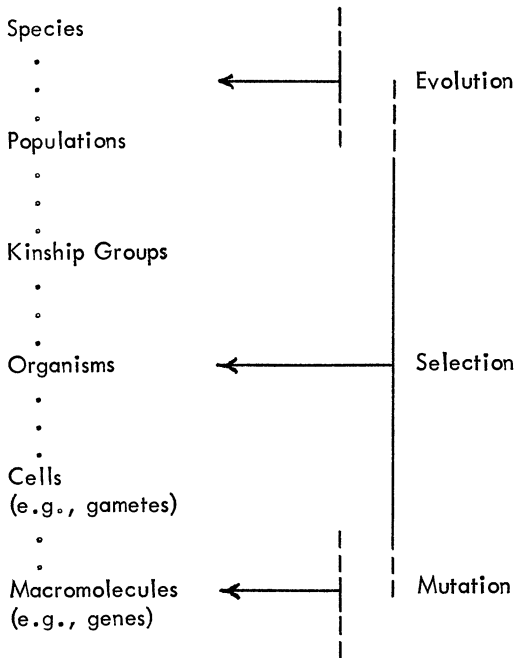 Species
Evolution
Populations
Kinship Groups
Organisms
Selection
Cells
(e.g., gametes)
Macromolecules
Mutation
(e.g., genes)